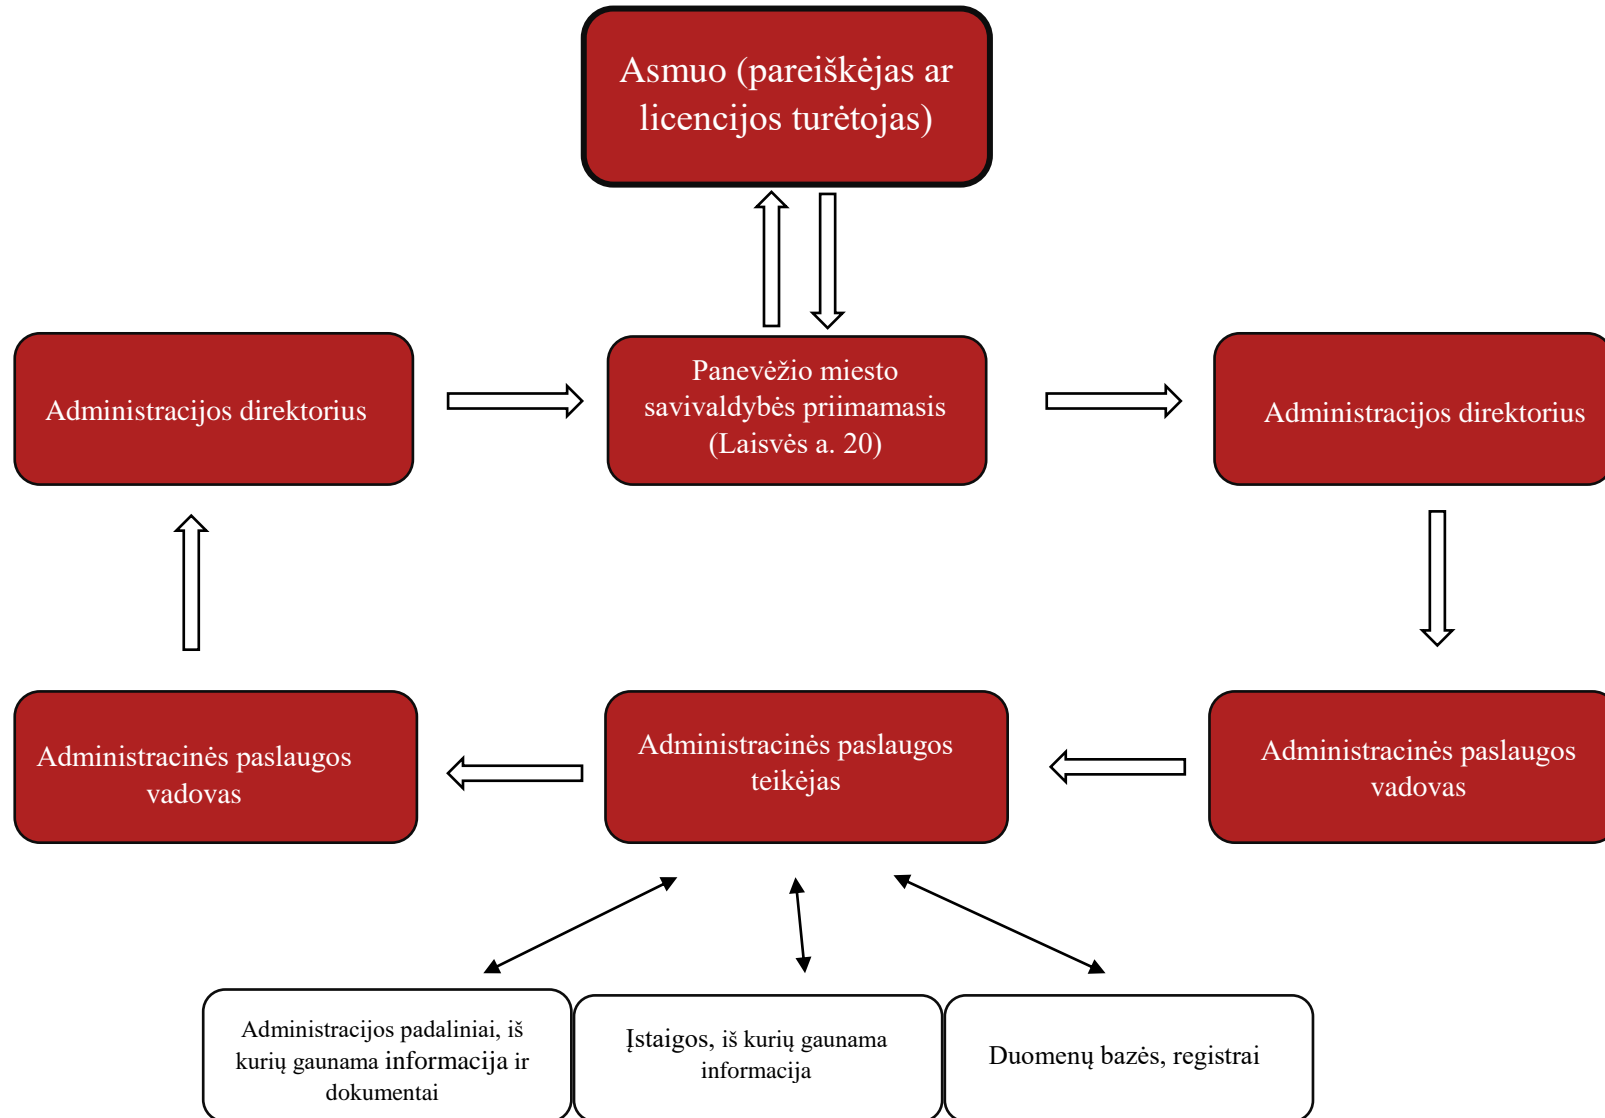 Asmuo (pareiškėjas ar
licencijos turėtojas)
Administracijos direktorius
Panevėžio miesto
savivaldybės priimamasis
(Laisvės a. 20)
Administracijos direktorius
Administracinės paslaugos
vadovas
Administracinės paslaugos
teikėjas
Administracinės paslaugos
vadovas
Administracijos padaliniai, iš
kurių gaunama informacija ir
dokumentai
Įstaigos, iš kurių gaunama
informacija
Duomenų bazės, registrai